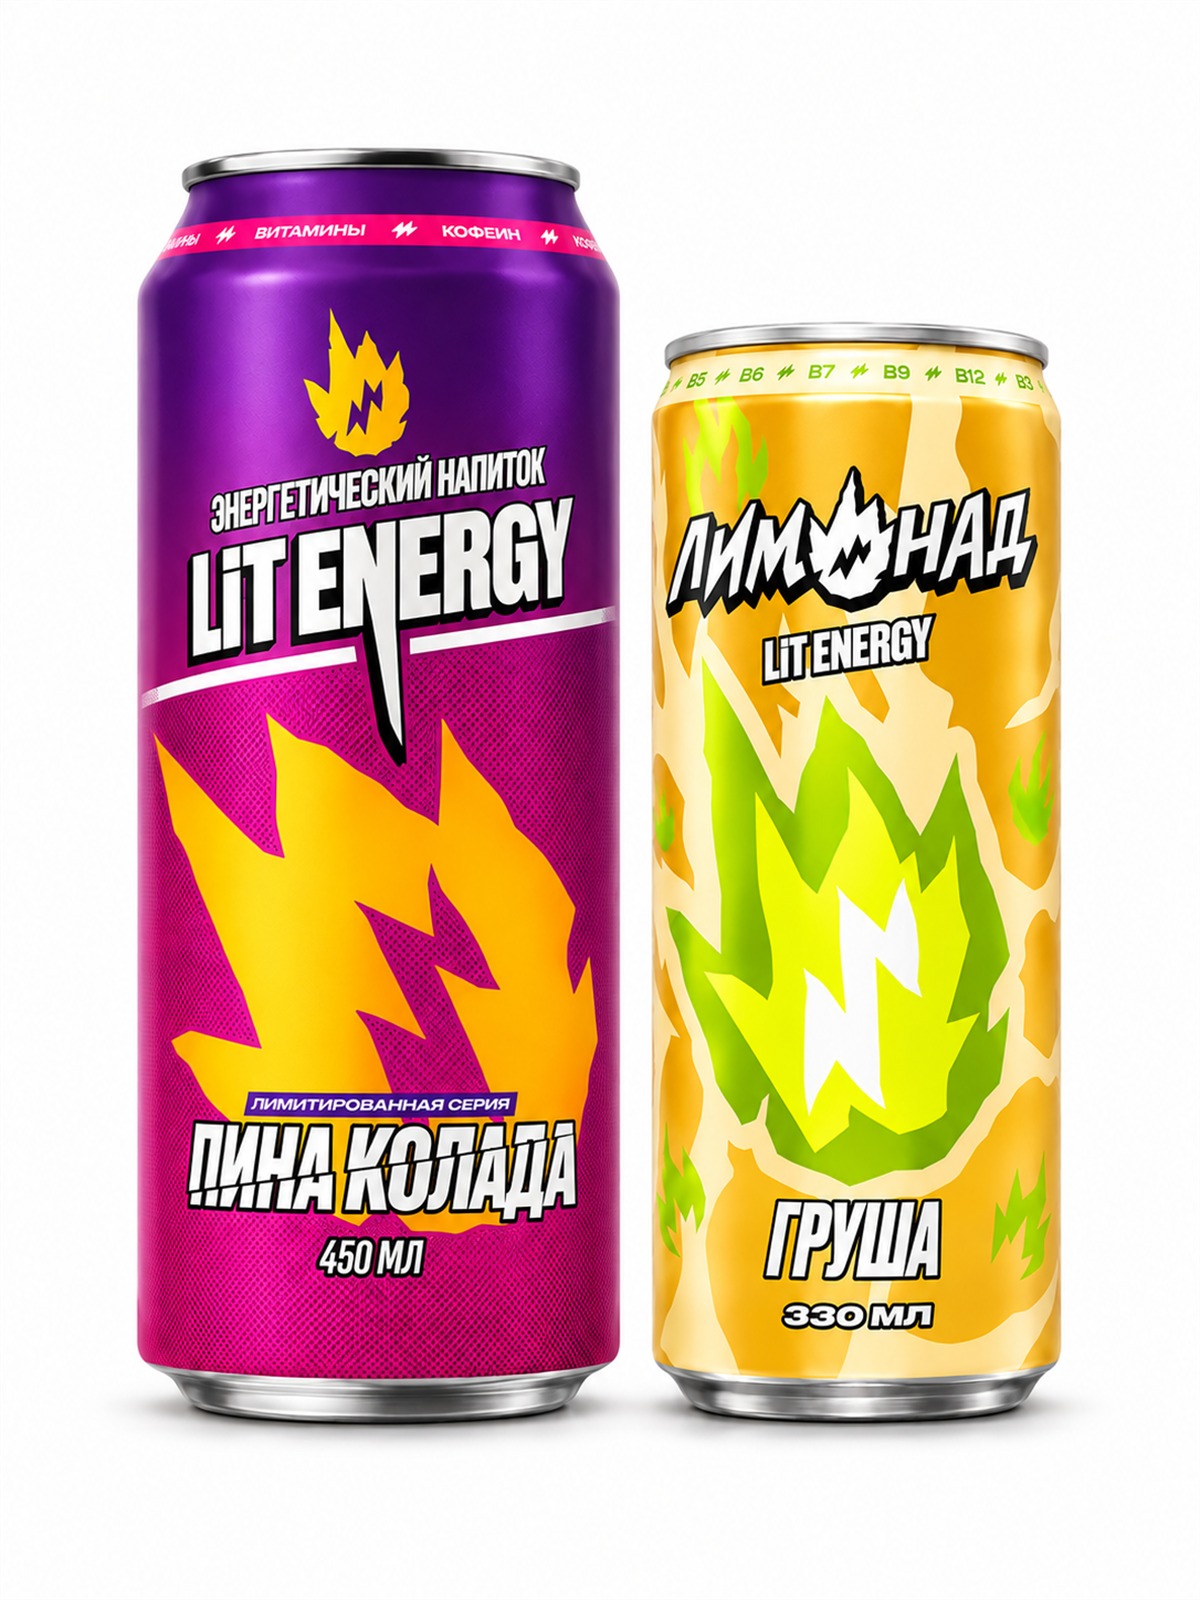 ВИТАМИНЫ КОФЕИН
ЭНЕРГЕТИЧЕСКИЙ НАПИТОК
LiT ENERGY
ЛИМИТИРОВАННАЯ СЕРИЯ
ПИНА КОЛАДА
450 МЛ
B5 B6 B7 B9 B12 B3
ЛИМОНАД
LiT ENERGY
ГРУША
330 МЛ